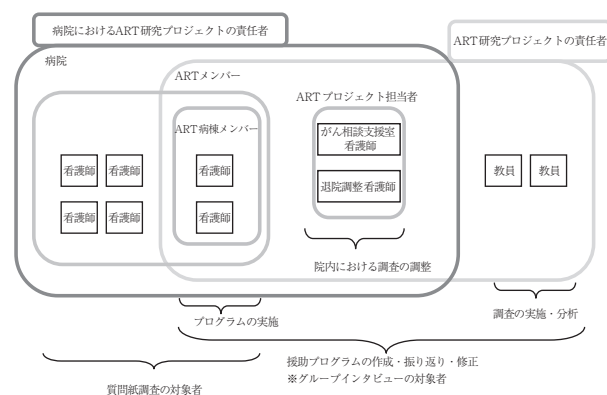 病院におけるART研究プロジェクトの責任者
ART研究プロジェクトの責任者
病院
ARTメンバー
ARTプロジェクト担当者
ART病棟メンバー
がん相談支援室
看護師
看護師
看護師
看護師
教員
教員
退院調整看護師
看護師
看護師
看護師
院内における調査の調整
プログラムの実施
調査の実施・分析
援助プログラムの作成・振り返り・修正
※グループインタビューの対象者
質問紙調査の対象者